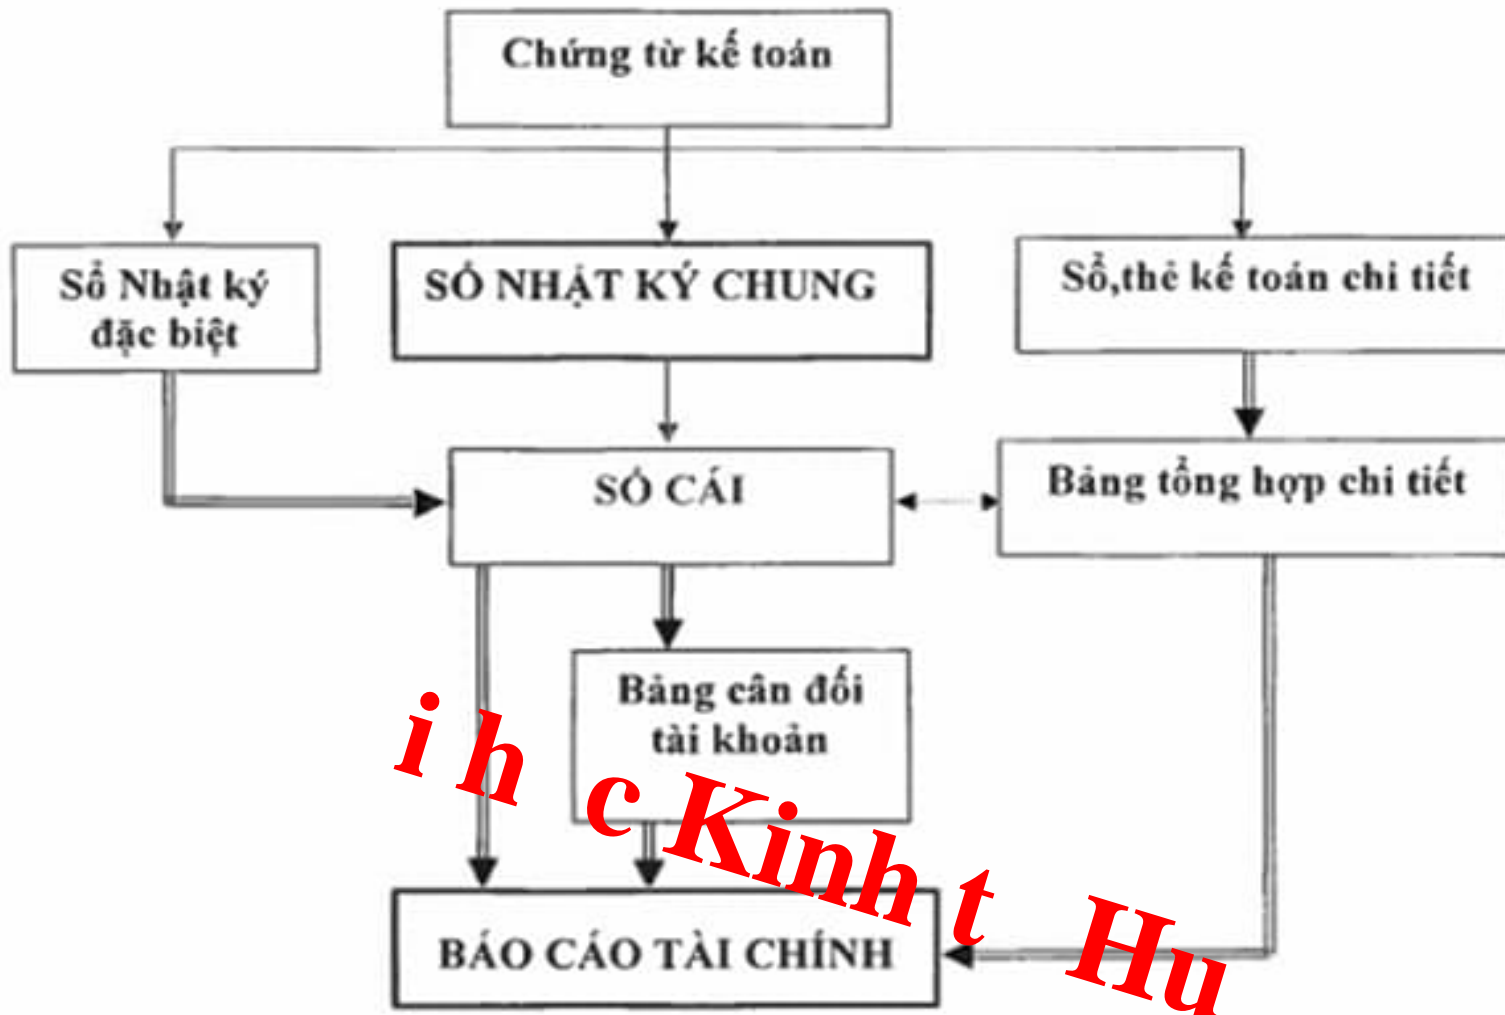 Chứng từ kế toán
Sổ Nhật ký
đặc biệt
SỔ NHẬT KÝ CHUNG
Sổ,thẻ kế toán chi tiết
SỔ CÁI
Bảng tổng hợp chi tiết
Bảng cân đối
tài khoản
BÁO CÁO TÀI CHÍNH
i h c Kinh t Hu